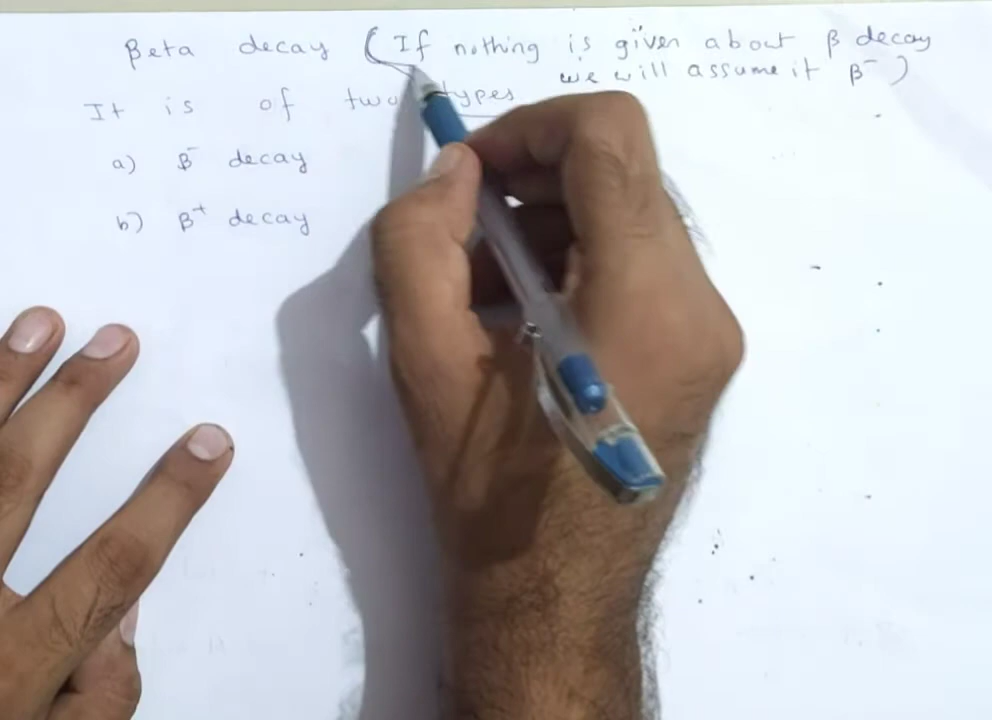 Beta decay (If nothing is given about β decay
we will assume it β⁻)
It is of two types
a) β⁻ decay
b) β⁺ decay